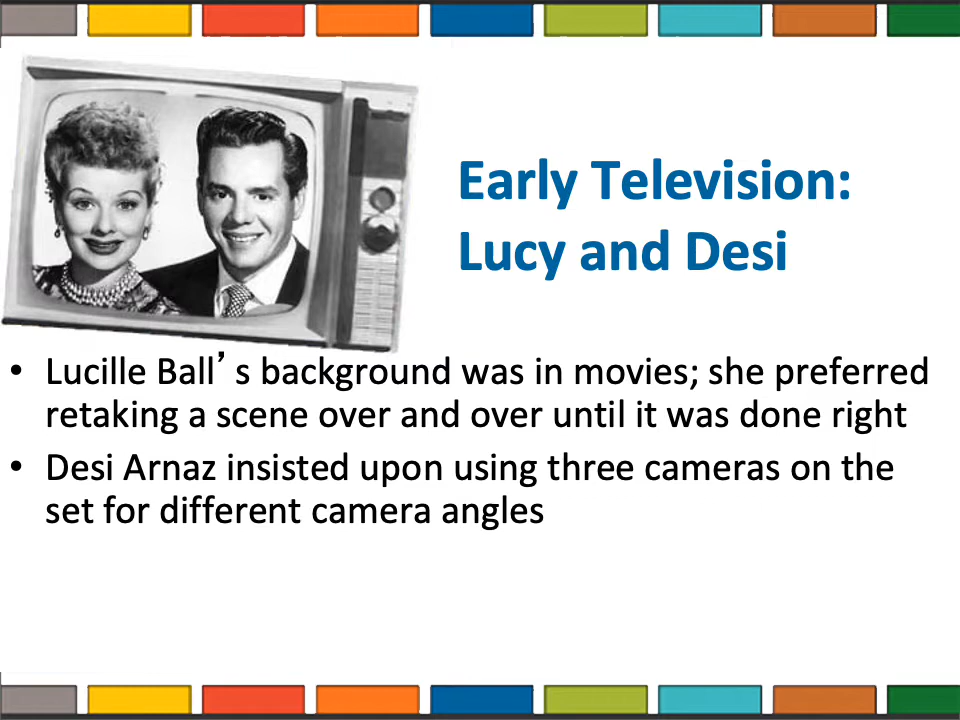 Early Television:
Lucy and Desi
• Lucille Ball’ s background was in movies; she preferred
retaking a scene over and over until it was done right
• Desi Arnaz insisted upon using three cameras on the
set for different camera angles